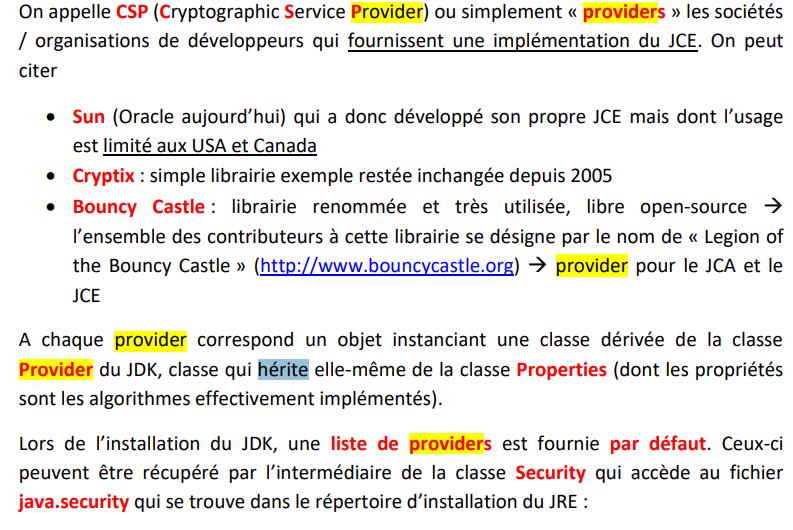 On appelle CSP (Cryptographic Service Provider) ou simplement « providers » les sociétés
/ organisations de développeurs qui fournissent une implémentation du JCE. On peut
citer
• Sun (Oracle aujourd’hui) qui a donc développé son propre JCE mais dont l’usage
est limité aux USA et Canada
• Cryptix : simple librairie exemple restée inchangée depuis 2005
• Bouncy Castle : librairie renommée et très utilisée, libre open-source →
l’ensemble des contributeurs à cette librairie se désigne par le nom de « Legion of
the Bouncy Castle » (http://www.bouncycastle.org) → provider pour le JCA et le
JCE
A chaque provider correspond un objet instanciant une classe dérivée de la classe
Provider du JDK, classe qui hérite elle-même de la classe Properties (dont les propriétés
sont les algorithmes effectivement implémentés).
Lors de l’installation du JDK, une liste de providers est fournie par défaut. Ceux-ci
peuvent être récupéré par l’intermédiaire de la classe Security qui accède au fichier
java.security qui se trouve dans le répertoire d’installation du JRE :